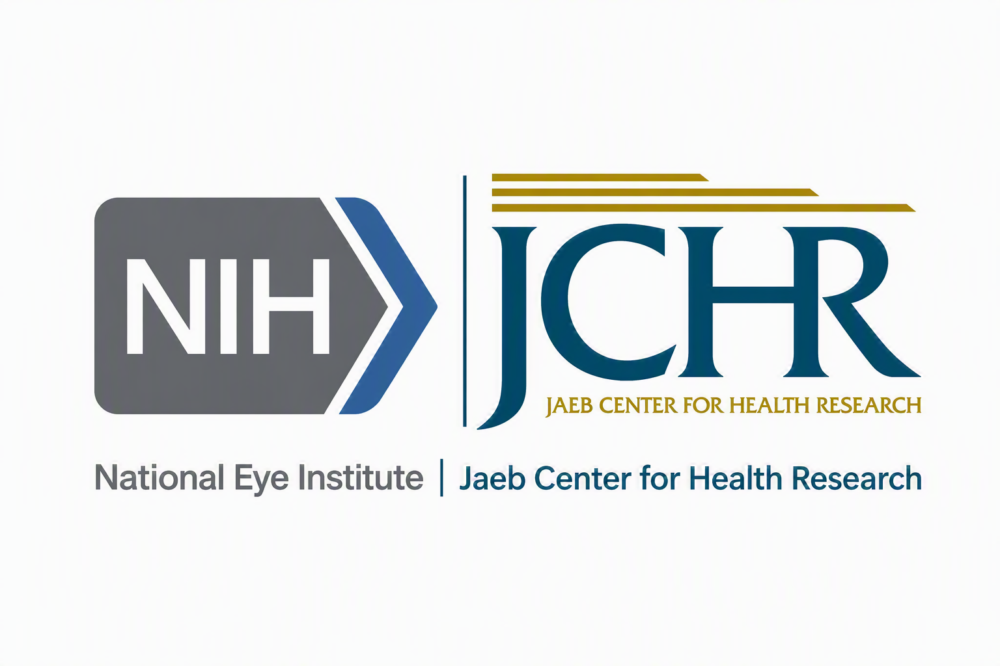 NIH
JCHR
JAEB CENTER FOR HEALTH RESEARCH
National Eye Institute | Jaeb Center for Health Research